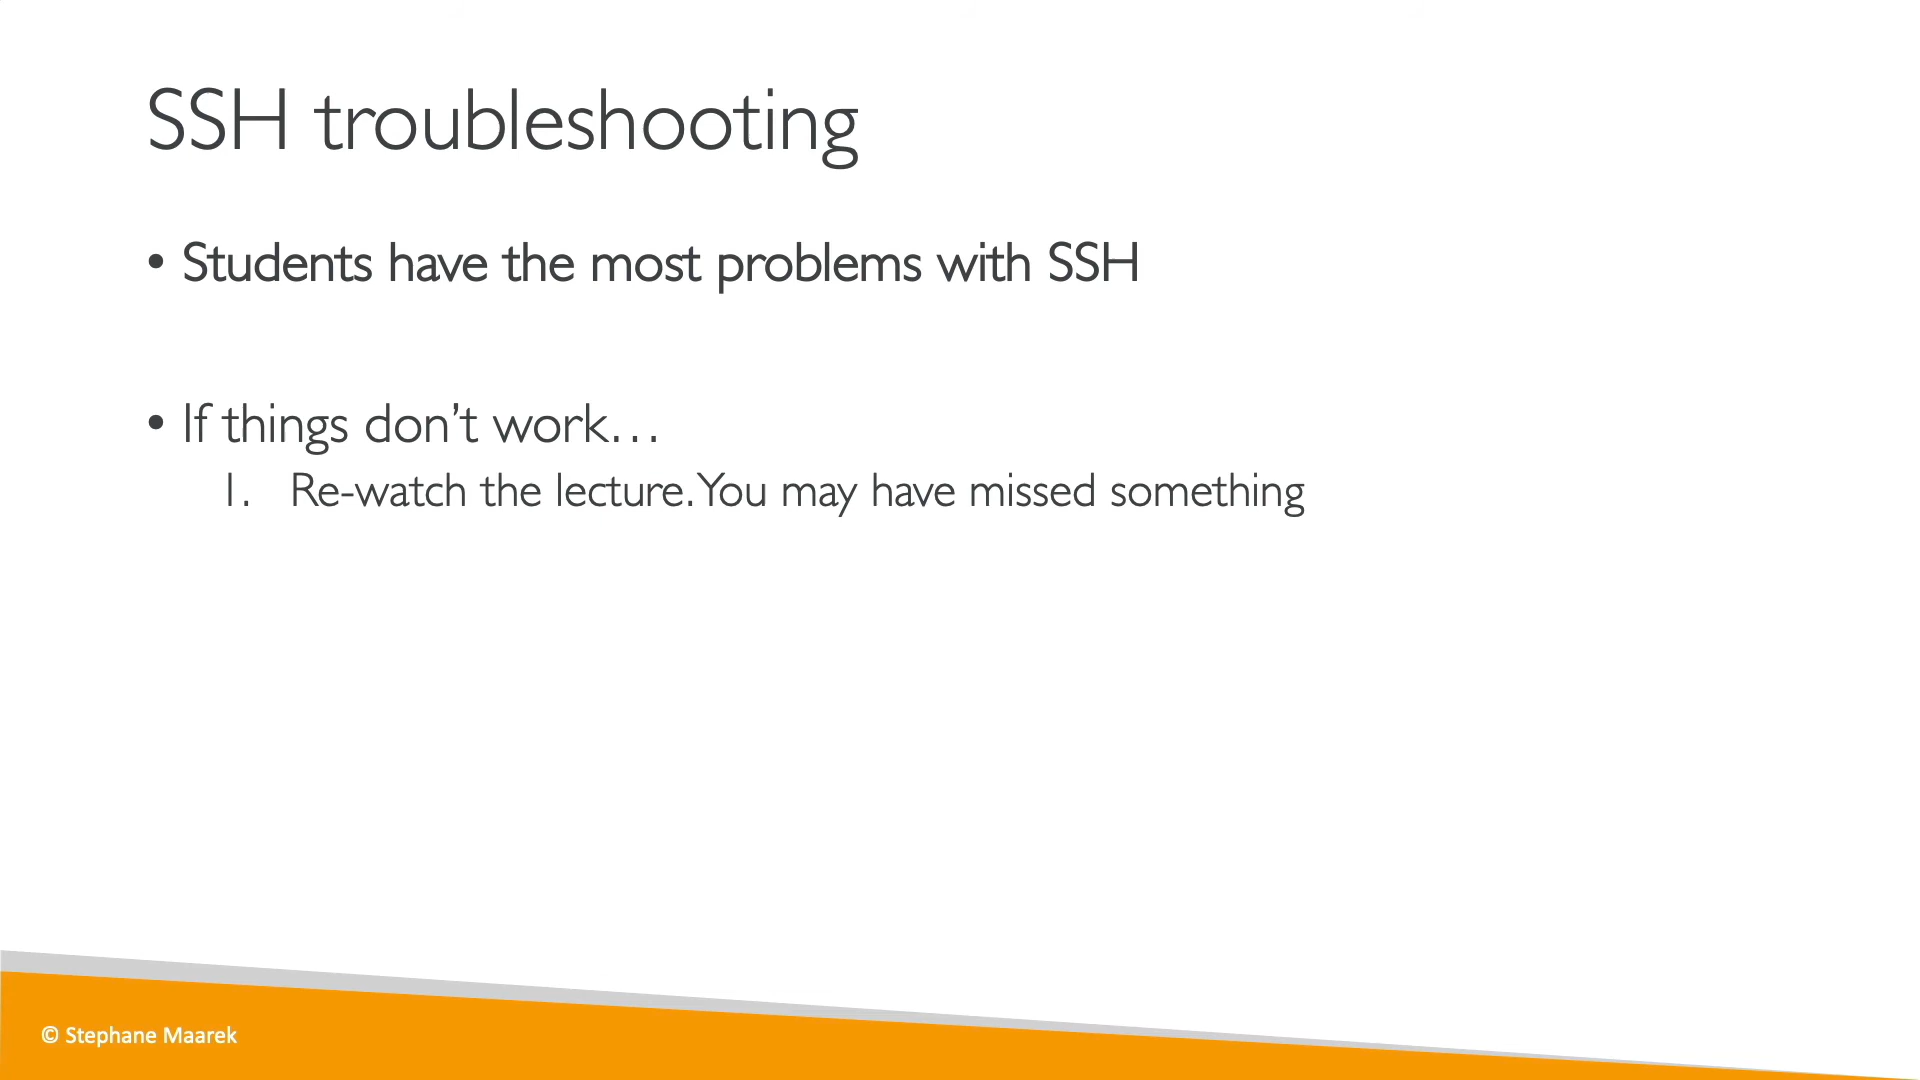 SSH troubleshooting
• Students have the most problems with SSH
• If things don’t work…
1. Re-watch the lecture. You may have missed something
© Stephane Maarek